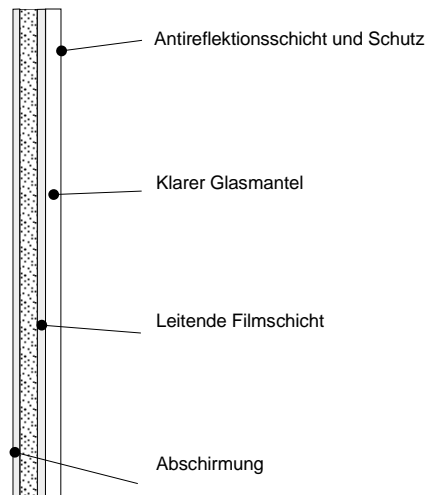 Antireflektionsschicht und Schutz
Klarer Glasmantel
Leitende Filmschicht
Abschirmung